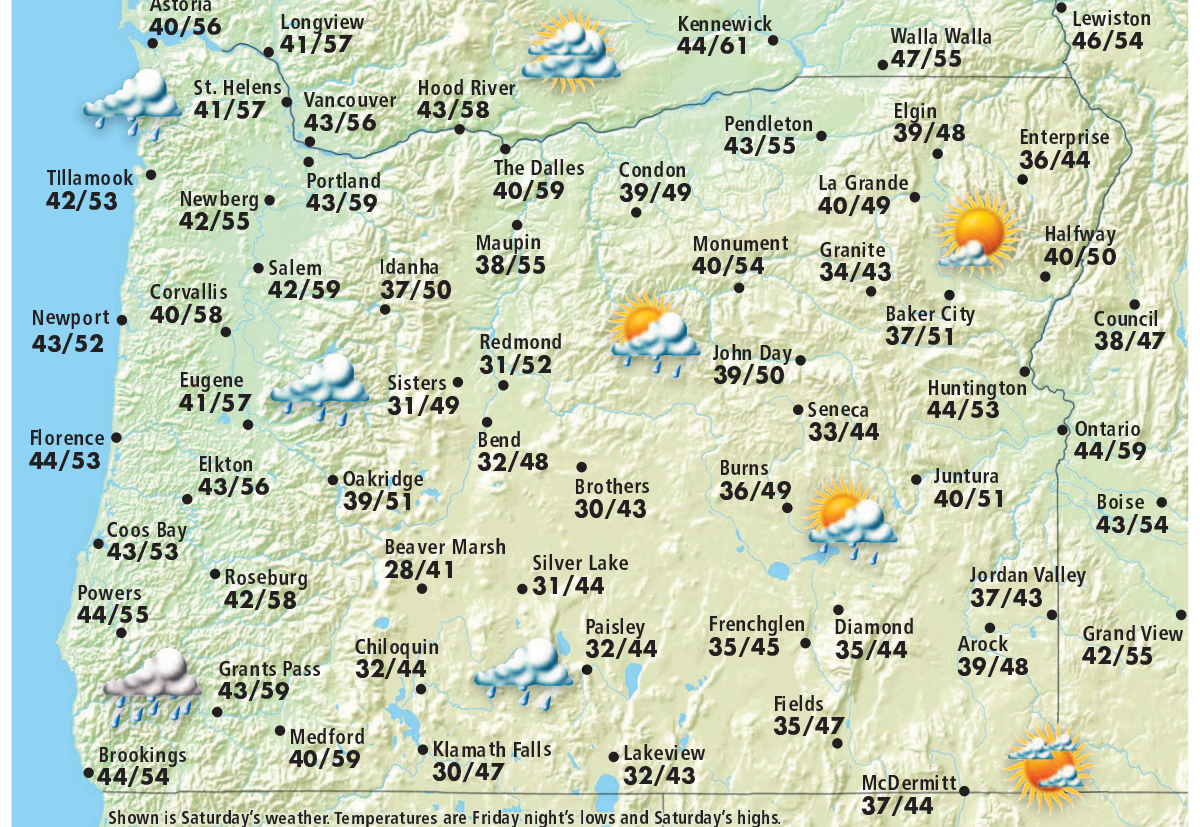 Astoria
40/56
Longview
41/57
Kennewick
44/61
Walla Walla
47/55
Lewiston
46/54
St. Helens
41/57
Vancouver
43/56
Hood River
43/58
Pendleton
43/55
Elgin
39/48
Enterprise
36/44
TIllamook
42/53
Newberg
42/55
Portland
43/59
The Dalles
40/59
Condon
39/49
La Grande
40/49
Maupin
38/55
Monument
40/54
Granite
34/43
Halfway
40/50
Salem
42/59
Idanha
37/50
Corvallis
40/58
Newport
43/52
Baker City
37/51
Council
38/47
Redmond
31/52
John Day
39/50
Eugene
41/57
Sisters
31/49
Huntington
44/53
Seneca
33/44
Florence
44/53
Bend
32/48
Ontario
44/59
Elkton
43/56
Oakridge
39/51
Brothers
30/43
Burns
36/49
Juntura
40/51
Boise
43/54
Coos Bay
43/53
Beaver Marsh
28/41
Silver Lake
31/44
Roseburg
42/58
Powers
44/55
Jordan Valley
37/43
Chiloquin
32/44
Paisley
32/44
Frenchglen
35/45
Diamond
35/44
Arock
39/48
Grand View
42/55
Grants Pass
43/59
Fields
35/47
Medford
40/59
Klamath Falls
30/47
Lakeview
32/43
Brookings
44/54
McDermitt
37/44
Shown is Saturday's weather. Temperatures are Friday night's lows and Saturday's highs.